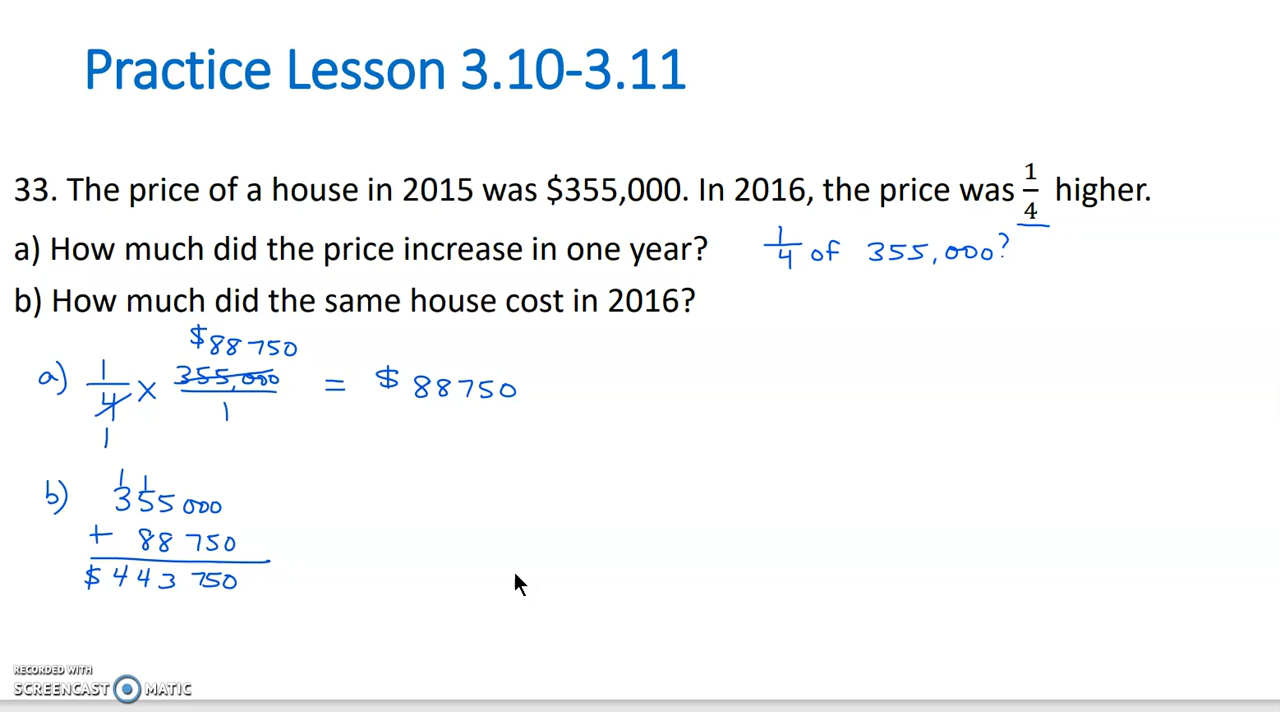 Practice Lesson 3.10-3.11
33. The price of a house in 2015 was $355,000. In 2016, the price was 1/4 higher.
a) How much did the price increase in one year? 1/4 of 355,000?
b) How much did the same house cost in 2016?
$88750
a) 1/4 x 355,000/1 = $88750
1
1 1
b) 355000
+ 88 750
$ 443 750
RECORDED WITH
SCREENCAST MATIC